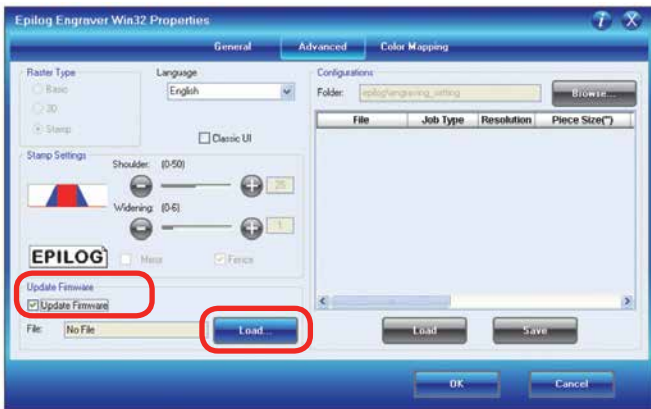 Epilog Engraver Win32 Properties
General Advanced Color Mapping
Raster Type
Basic
3D
Stamp
Language
English
Classic UI
Stamp Settings
Shoulder: (0-50)
25
Widening: (0-6)
1
EPILOG
Mirror
Fence
Update Firmware
Update Firmware
File: No File Load...
Configurations
Folder: epilog\engraving_setting Browse...
File Job Type Resolution Piece Size(")
Load Save
OK Cancel